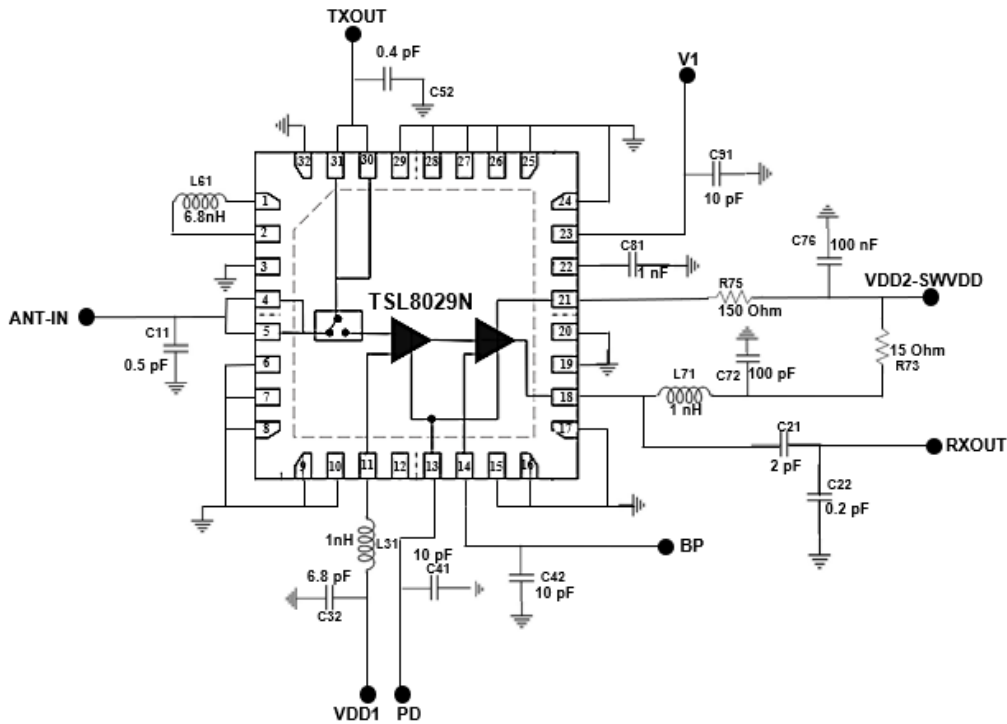 TXOUT
0.4 pF
C52
V1
C91
10 pF
32
31
30
29
28
27
26
25
L61
6.8nH
1
2
3
4
5
6
7
8
24
23
22
21
20
19
18
17
C81
1 nF
C76
100 nF
R75
150 Ohm
VDD2-SWVDD
TSL8029N
ANT-IN
C11
0.5 pF
15 Ohm
R73
C72
100 pF
L71
1 nH
C21
2 pF
RXOUT
C22
0.2 pF
9
10
11
12
13
14
15
16
1nH
L31
10 pF
C41
6.8 pF
C32
BP
C42
10 pF
VDD1
PD